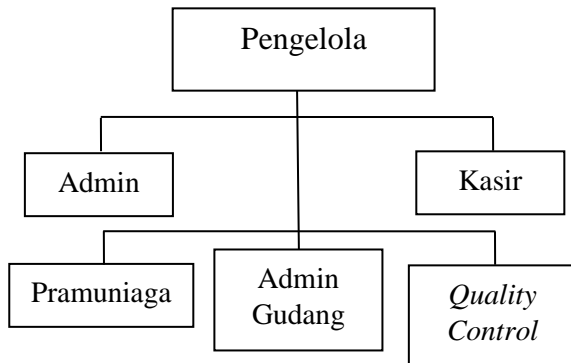 Pengelola
Admin
Kasir
Pramuniaga
Admin
Gudang
Quality
Control